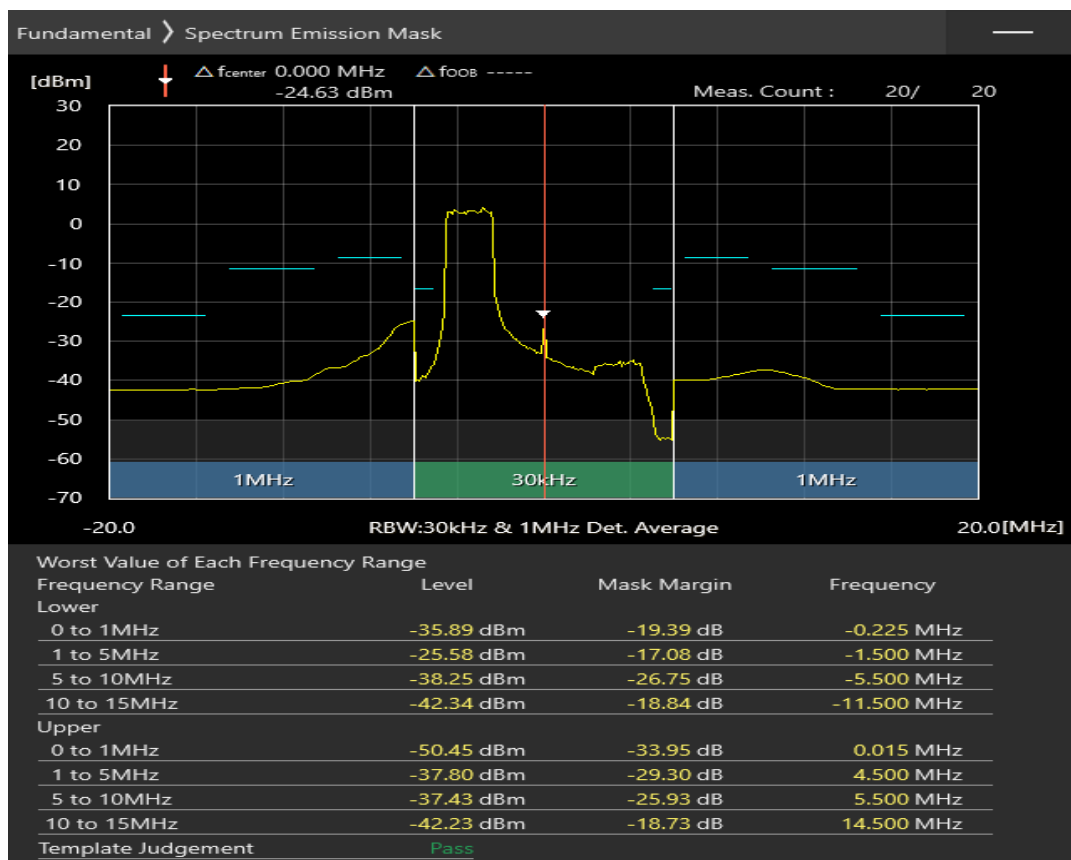 Fundamental ❯ Spectrum Emission Mask
[dBm]
△ fcenter 0.000 MHz △ fOOB -----
-24.63 dBm
Meas. Count : 20/ 20
30
20
10
0
-10
-20
-30
-40
-50
-60
-70
1MHz 30kHz 1MHz
-20.0 RBW:30kHz & 1MHz Det. Average 20.0[MHz]
Worst Value of Each Frequency Range
Frequency Range Level Mask Margin Frequency
Lower
0 to 1MHz -35.89 dBm -19.39 dB -0.225 MHz
1 to 5MHz -25.58 dBm -17.08 dB -1.500 MHz
5 to 10MHz -38.25 dBm -26.75 dB -5.500 MHz
10 to 15MHz -42.34 dBm -18.84 dB -11.500 MHz
Upper
0 to 1MHz -50.45 dBm -33.95 dB 0.015 MHz
1 to 5MHz -37.80 dBm -29.30 dB 4.500 MHz
5 to 10MHz -37.43 dBm -25.93 dB 5.500 MHz
10 to 15MHz -42.23 dBm -18.73 dB 14.500 MHz
Template Judgement Pass